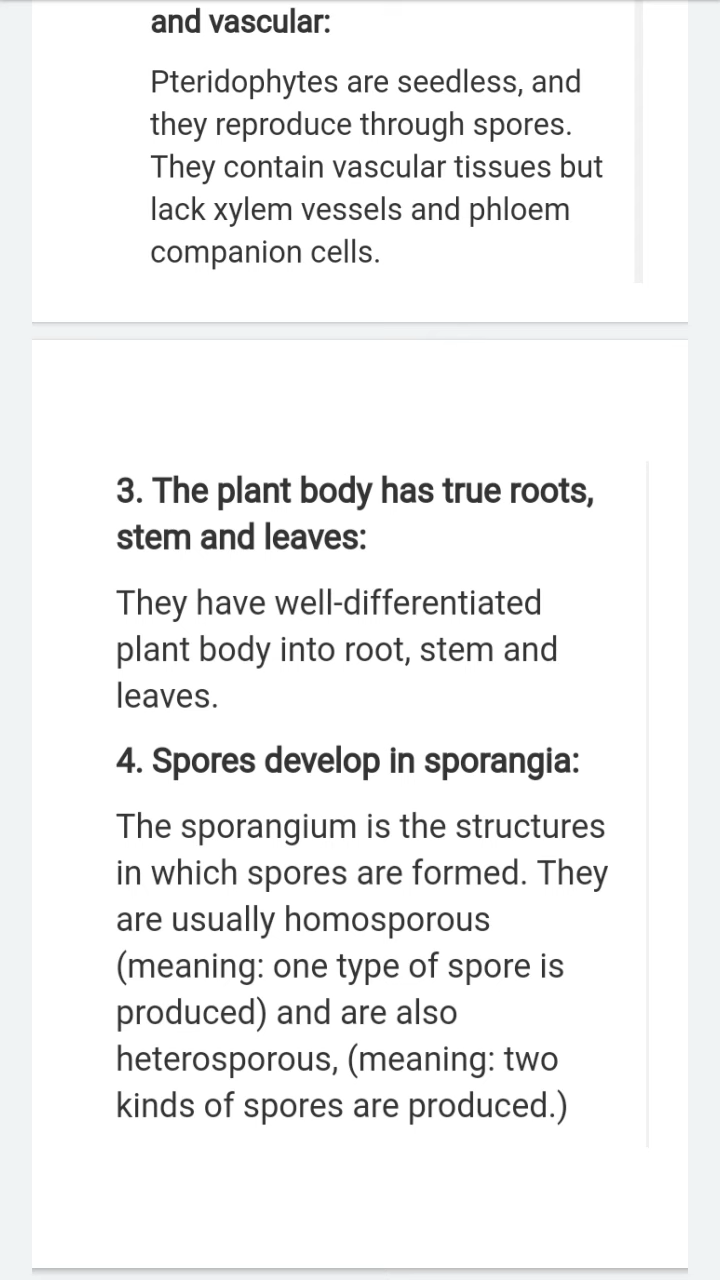 and vascular:
Pteridophytes are seedless, and
they reproduce through spores.
They contain vascular tissues but
lack xylem vessels and phloem
companion cells.
3. The plant body has true roots,
stem and leaves:
They have well-differentiated
plant body into root, stem and
leaves.
4. Spores develop in sporangia:
The sporangium is the structures
in which spores are formed. They
are usually homosporous
(meaning: one type of spore is
produced) and are also
heterosporous, (meaning: two
kinds of spores are produced.)